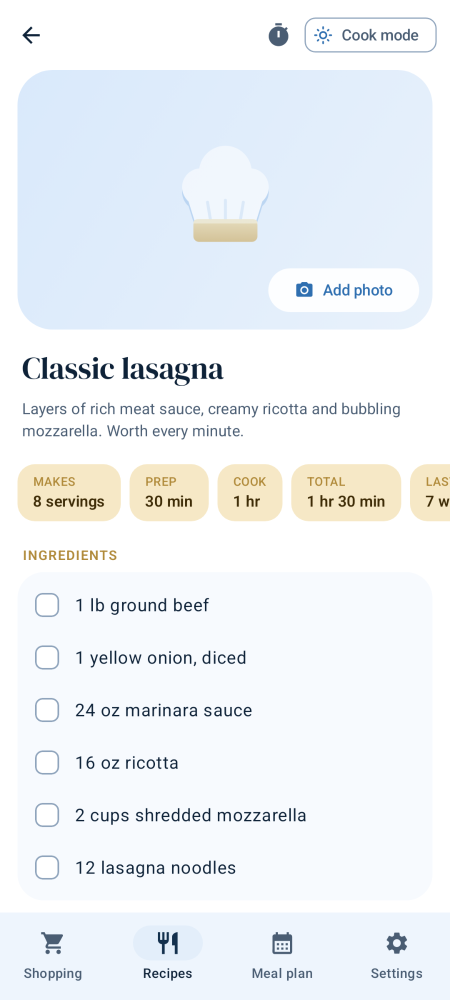 Cook mode
Add photo
Classic lasagna
Layers of rich meat sauce, creamy ricotta and bubbling
mozzarella. Worth every minute.
MAKES
8 servings
PREP
30 min
COOK
1 hr
TOTAL
1 hr 30 min
7
INGREDIENTS
1 lb ground beef
1 yellow onion, diced
24 oz marinara sauce
16 oz ricotta
2 cups shredded mozzarella
12 lasagna noodles
Shopping
Recipes
Meal plan
Settings